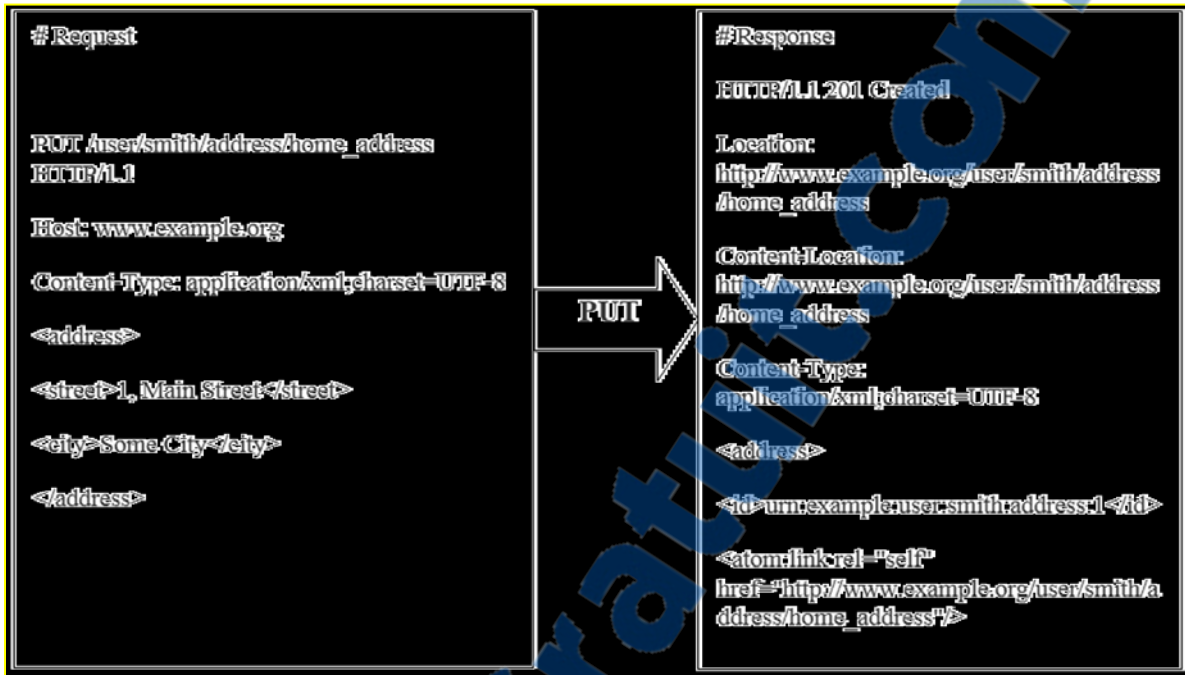 # Request
PUT /user/smith/address/home_address
HTTP/1.1
Host: www.example.org
Content-Type: application/xml;charset=UTF-8
<address>
<street>1, Main Street</street>
<city>Some City</city>
</address>
PUT
# Response
HTTP/1.1 201 Created
Location:
http://www.example.org/user/smith/address
/home_address
Content-Location:
http://www.example.org/user/smith/address
/home_address
Content-Type:
application/xml;charset=UTF-8
<address>
<id>urn:example:user:smith:address:1</id>
<atom:link rel="self"
href="http://www.example.org/user/smith/a
ddress/home_address"/>